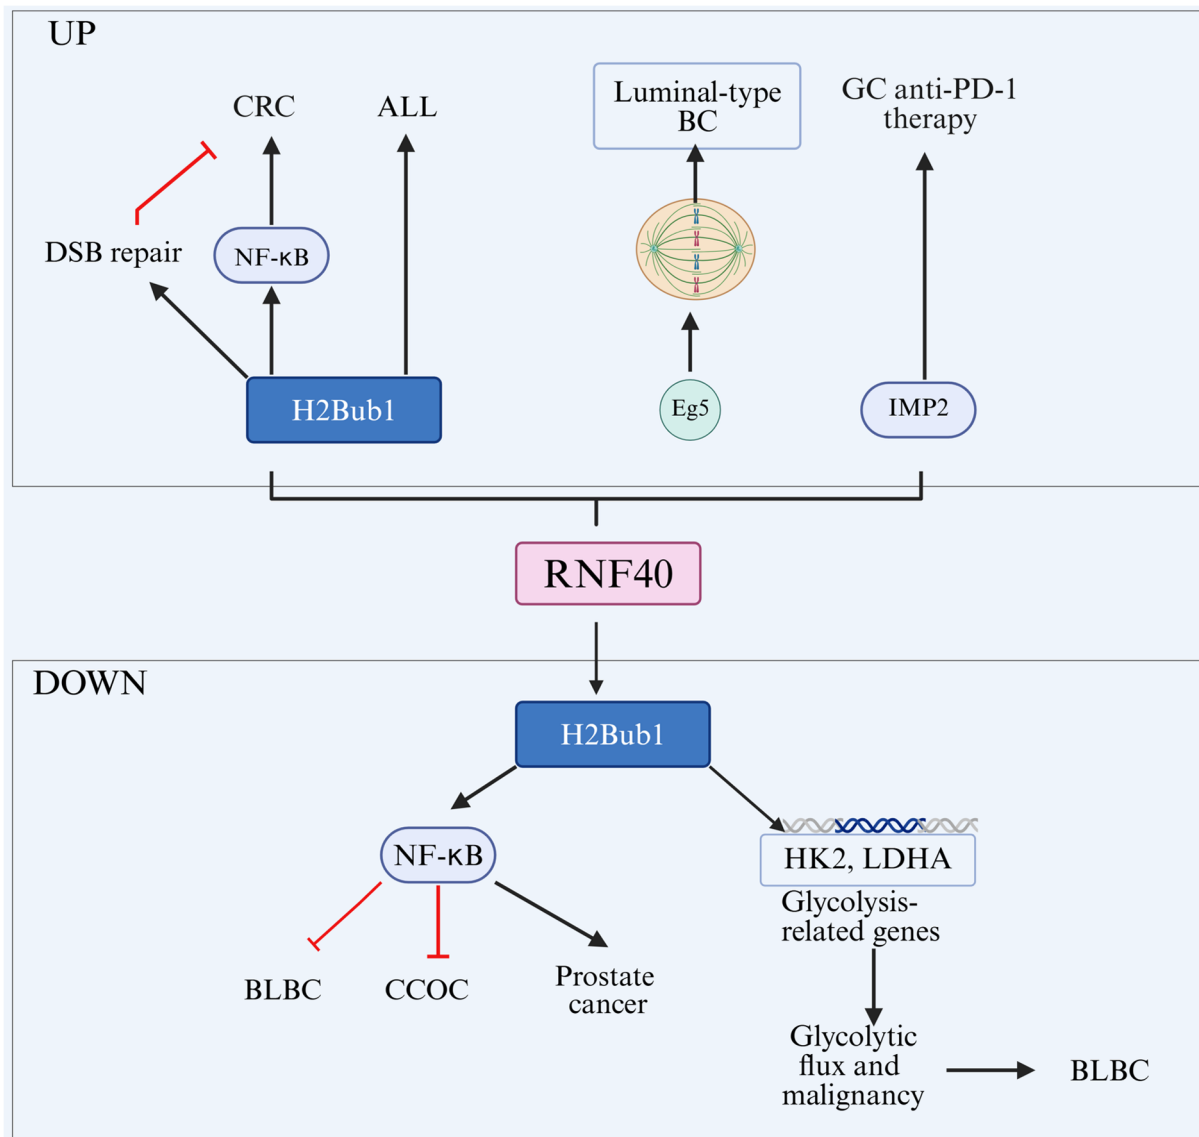 UP
CRC
ALL
Luminal-type
BC
GC anti-PD-1
therapy
DSB repair
NF-κB
H2Bub1
Eg5
IMP2
RNF40
DOWN
H2Bub1
NF-κB
HK2, LDHA
Glycolysis-
related genes
BLBC
CCOC
Prostate
cancer
Glycolytic
flux and
malignancy
BLBC